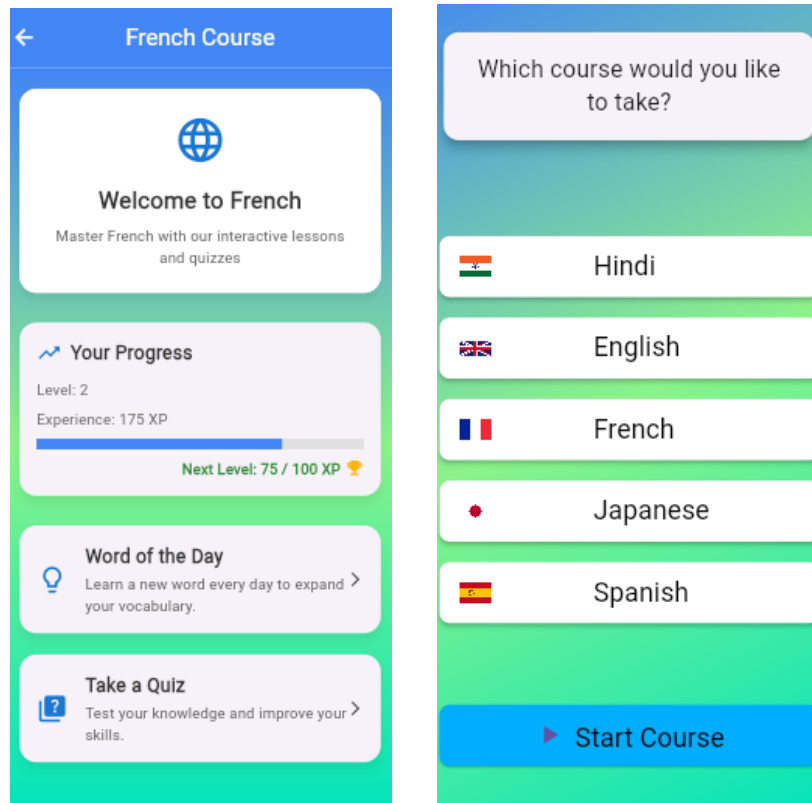 French Course
Welcome to French
Master French with our interactive lessons
and quizzes
Your Progress
Level: 2
Experience: 175 XP
Next Level: 75 / 100 XP
Word of the Day
Learn a new word every day to expand
your vocabulary.
Take a Quiz
Test your knowledge and improve your
skills.
Which course would you like
to take?
Hindi
English
French
Japanese
Spanish
Start Course